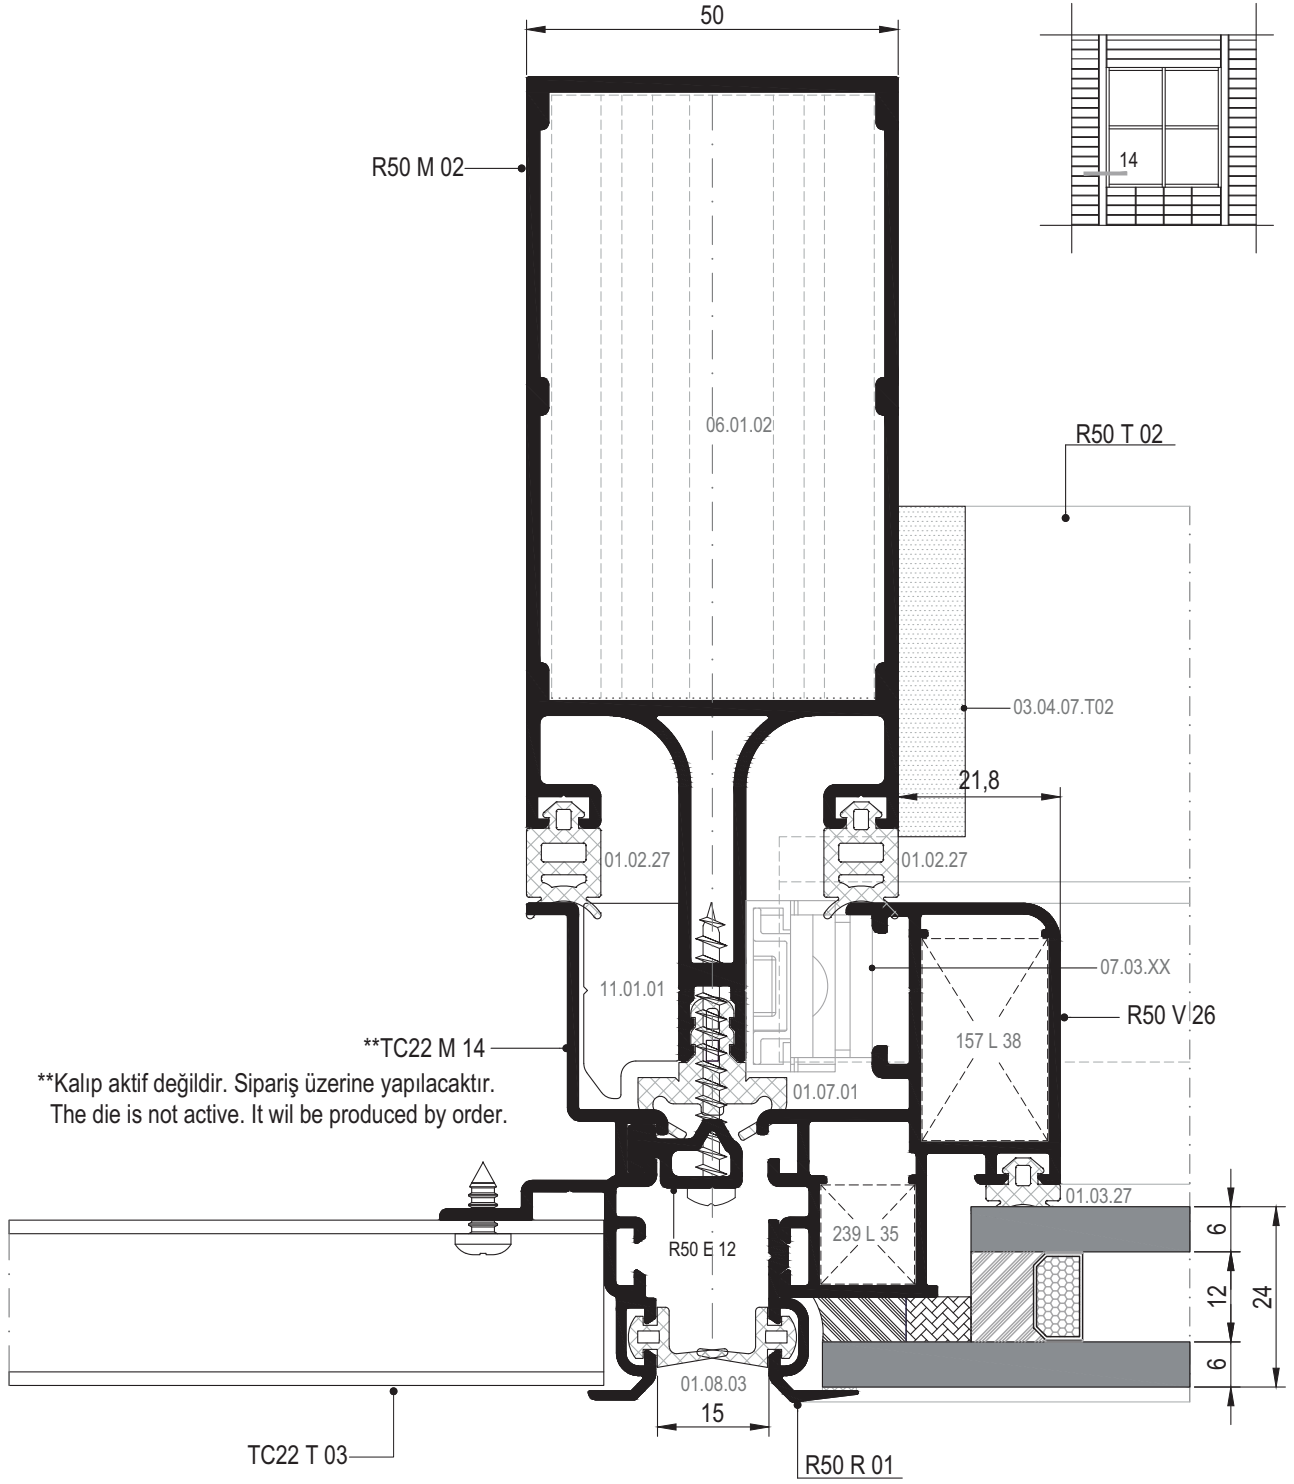 50
R50 M 02
14
06.01.02
R50 T 02
03.04.07.T02
21,8
01.02.27
01.02.27
11.01.01
07.03.XX
R50 V 26
157 L 38
**TC22 M 14
**Kalıp aktif değildir. Sipariş üzerine yapılacaktır.
The die is not active. It wil be produced by order.
01.07.01
01.03.27
239 L 35
R50 E 12
6
12
24
6
01.08.03
15
TC22 T 03
R50 R 01